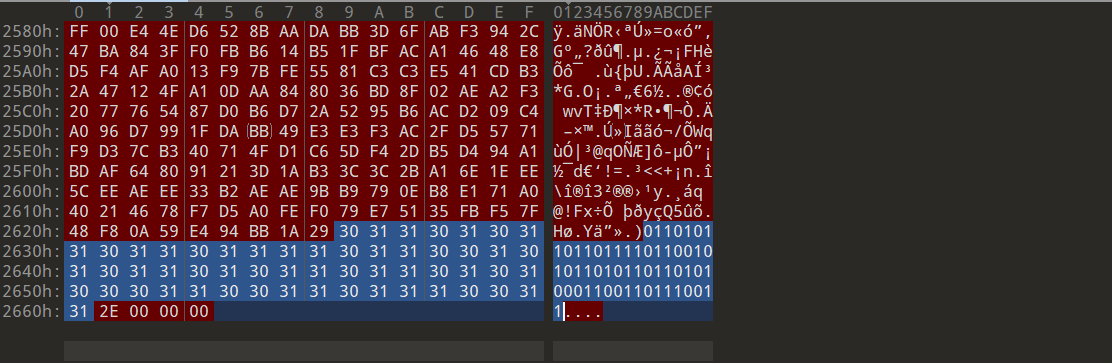 0 1 2 3 4 5 6 7 8 9 A B C D E F 0123456789ABCDEF
2580h: FF 00 E4 4E D6 52 8B AA DA BB 3D 6F AB F3 94 2C ÿ.äNÖR‹ªÚ»=o«ó”,
2590h: 47 BA 84 3F F0 FB B6 14 B5 1F BF AC A1 46 48 E8 Gº„?ðû¶.µ.¿¬¡FHè
25A0h: D5 F4 AF A0 13 F9 7B FE 55 81 C3 C3 E5 41 CD B3 Õô¯ .ù{þU.ÃÃåAÍ³
25B0h: 2A 47 12 4F A1 0D AA 84 80 36 BD 8F 02 AE A2 F3 *G.O¡.ª„€6½..®¢ó
25C0h: 20 77 76 54 87 D0 B6 D7 2A 52 95 B6 AC D2 09 C4 wvT‡Ð¶×*R•¶¬Ò.Ä
25D0h: A0 96 D7 99 1F DA BB 49 E3 E3 F3 AC 2F D5 57 71 –×™.Ú»Iããó¬/ÕWq
25E0h: F9 D3 7C B3 40 71 4F D1 C6 5D F4 2D B5 D4 94 A1 ùÓ|³@qOÑÆ]ô-µÔ”¡
25F0h: BD AF 64 80 91 21 3D 1A B3 3C 3C 2B A1 6E 1E EE ½¯d€‘!=.³<<+¡n.î
2600h: 5C EE AE EE 33 B2 AE AE 9B B9 79 0E B8 E1 71 A0 \î®î3²®®›¹y.¸áq
2610h: 40 21 46 78 F7 D5 A0 FE F0 79 E7 51 35 FB F5 7F @!Fx÷Õ þðyçQ5ûõ.
2620h: 48 F8 0A 59 E4 94 BB 1A 29 30 31 31 30 31 30 31 Hø.Yä”».)0110101
2630h: 31 30 31 31 30 31 31 31 31 30 31 31 30 30 31 30 1011011110110010
2640h: 31 30 31 31 30 31 30 31 31 30 31 31 30 31 30 31 1011010110110101
2650h: 30 30 30 31 31 30 30 31 31 30 31 31 31 30 30 31 0001100110111001
2660h: 31 2E 00 00 00 1....